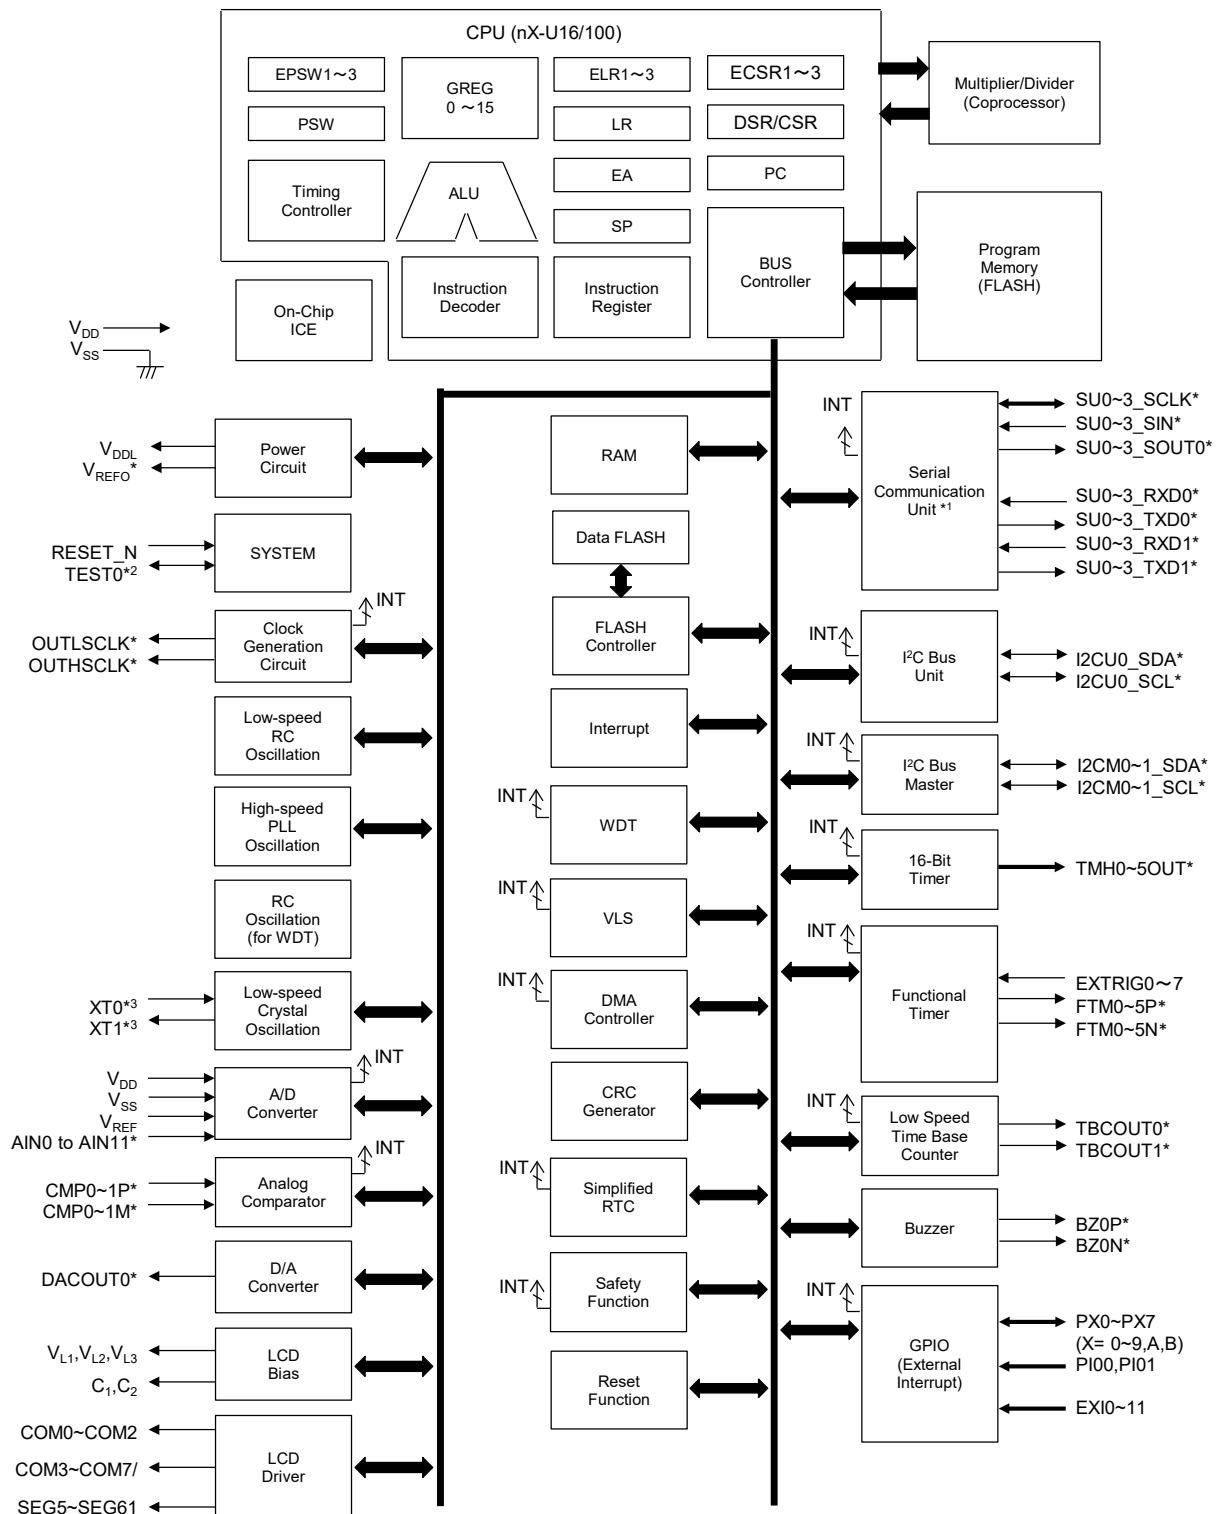 CPU (nX-U16/100)
EPSW1～3
GREG
0 ～15
ELR1～3
ECSR1～3
PSW
LR
DSR/CSR
Timing
Controller
ALU
EA
PC
SP
BUS
Controller
Instruction
Decoder
Instruction
Register
On-Chip
ICE
Multiplier/Divider
(Coprocessor)
Program
Memory
(FLASH)
VDD
VSS
VDDL
VREFO*
Power
Circuit
RESET_N
TEST0*2
SYSTEM
INT
OUTLSCLK*
OUTHSCLK*
Clock
Generation
Circuit
Low-speed
RC
Oscillation
High-speed
PLL
Oscillation
RC
Oscillation
(for WDT)
XT0*3
XT1*3
Low-speed
Crystal
Oscillation
INT
VDD
VSS
VREF
AIN0 to AIN11*
A/D
Converter
INT
CMP0~1P*
CMP0~1M*
Analog
Comparator
DACOUT0*
D/A
Converter
VL1,VL2,VL3
C1,C2
LCD
Bias
COM0~COM2
COM3~COM7/
SEG5~SEG61
LCD
Driver
RAM
Data FLASH
FLASH
Controller
Interrupt
INT
WDT
INT
VLS
INT
DMA
Controller
CRC
Generator
INT
Simplified
RTC
INT
Safety
Function
Reset
Function
INT
Serial
Communication
Unit *1
SU0~3_SCLK*
SU0~3_SIN*
SU0~3_SOUT0*
SU0~3_RXD0*
SU0~3_TXD0*
SU0~3_RXD1*
SU0~3_TXD1*
INT
I²C Bus
Unit
I2CU0_SDA*
I2CU0_SCL*
INT
I²C Bus
Master
I2CM0~1_SDA*
I2CM0~1_SCL*
INT
16-Bit
Timer
TMH0~5OUT*
INT
Functional
Timer
EXTRIG0～7
FTM0~5P*
FTM0~5N*
INT
Low Speed
Time Base
Counter
TBCOUT0*
TBCOUT1*
Buzzer
BZ0P*
BZ0N*
INT
GPIO
(External
Interrupt)
PX0~PX7
(X= 0~9,A,B)
PI00,PI01
EXI0~11